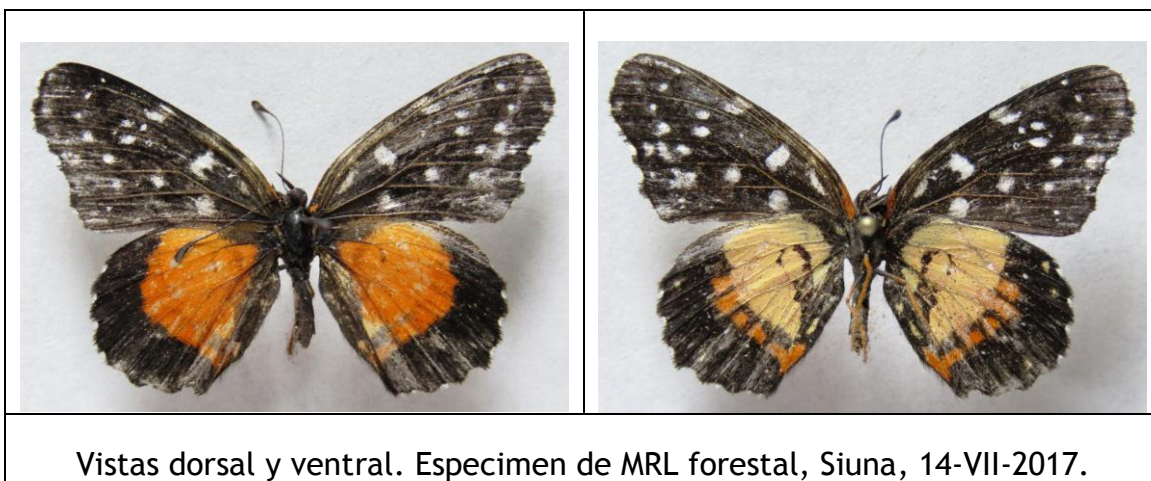 Vistas dorsal y ventral. Especimen de MRL forestal, Siuna, 14-VII-2017.